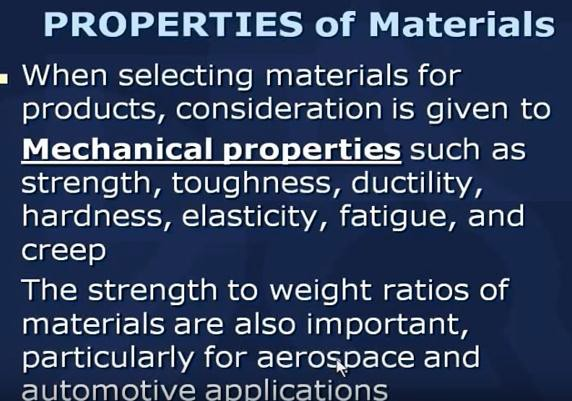 PROPERTIES of Materials
When selecting materials for
products, consideration is given to
Mechanical properties such as
strength, toughness, ductility,
hardness, elasticity, fatigue, and
creep
The strength to weight ratios of
materials are also important,
particularly for aerospace and
automotive applications